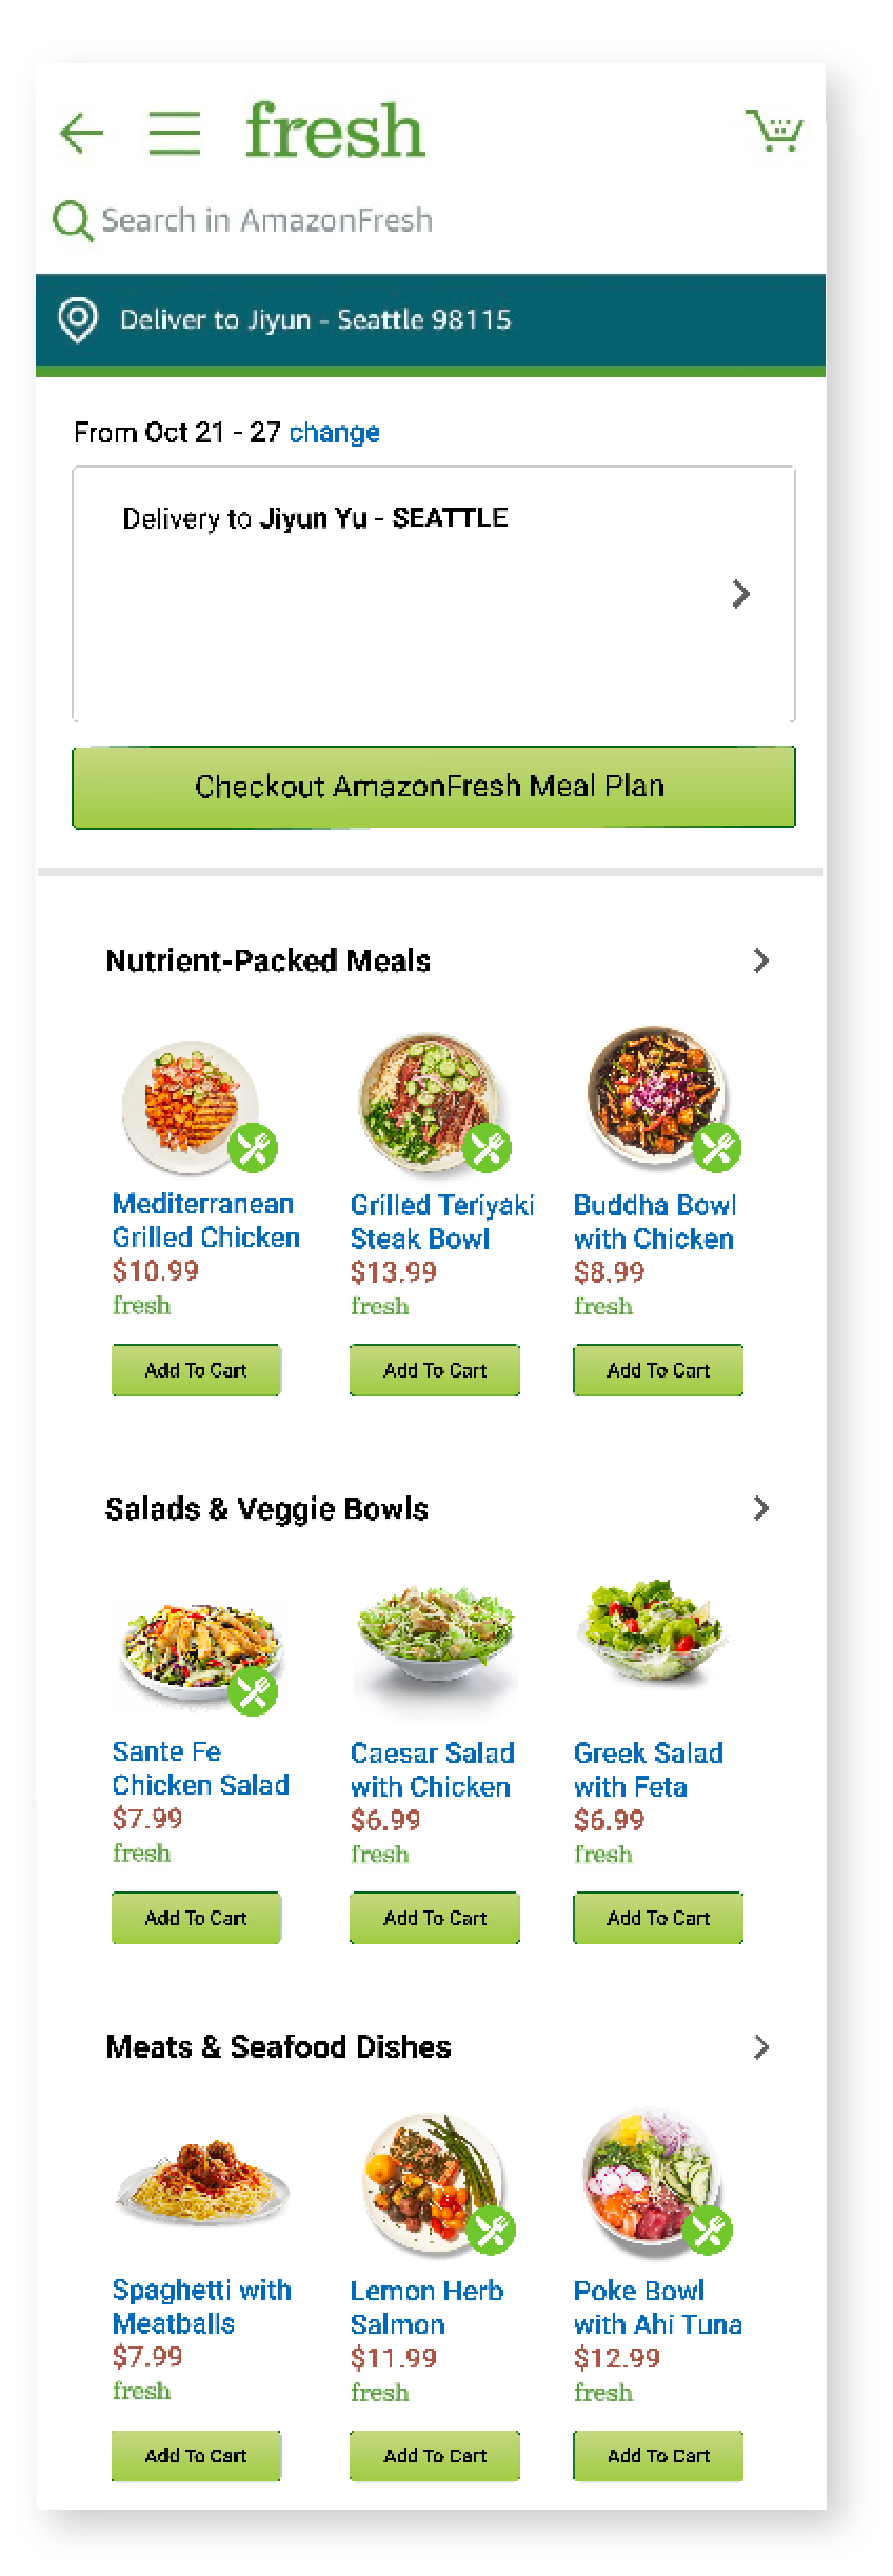 fresh
Search in AmazonFresh
Deliver to Jiyun - Seattle 98115
From Oct 21 - 27 change
Delivery to Jiyun Yu - SEATTLE
Checkout AmazonFresh Meal Plan
Nutrient-Packed Meals
Mediterranean
Grilled Chicken
$10.99
fresh
Add To Cart
Grilled Teriyaki
Steak Bowl
$13.99
fresh
Add To Cart
Buddha Bowl
with Chicken
$8.99
fresh
Add To Cart
Salads & Veggie Bowls
Sante Fe
Chicken Salad
$7.99
fresh
Add To Cart
Caesar Salad
with Chicken
$6.99
fresh
Add To Cart
Greek Salad
with Feta
$6.99
fresh
Add To Cart
Meats & Seafood Dishes
Spaghetti with
Meatballs
$7.99
fresh
Add To Cart
Lemon Herb
Salmon
$11.99
fresh
Add To Cart
Poke Bowl
with Ahi Tuna
$12.99
fresh
Add To Cart